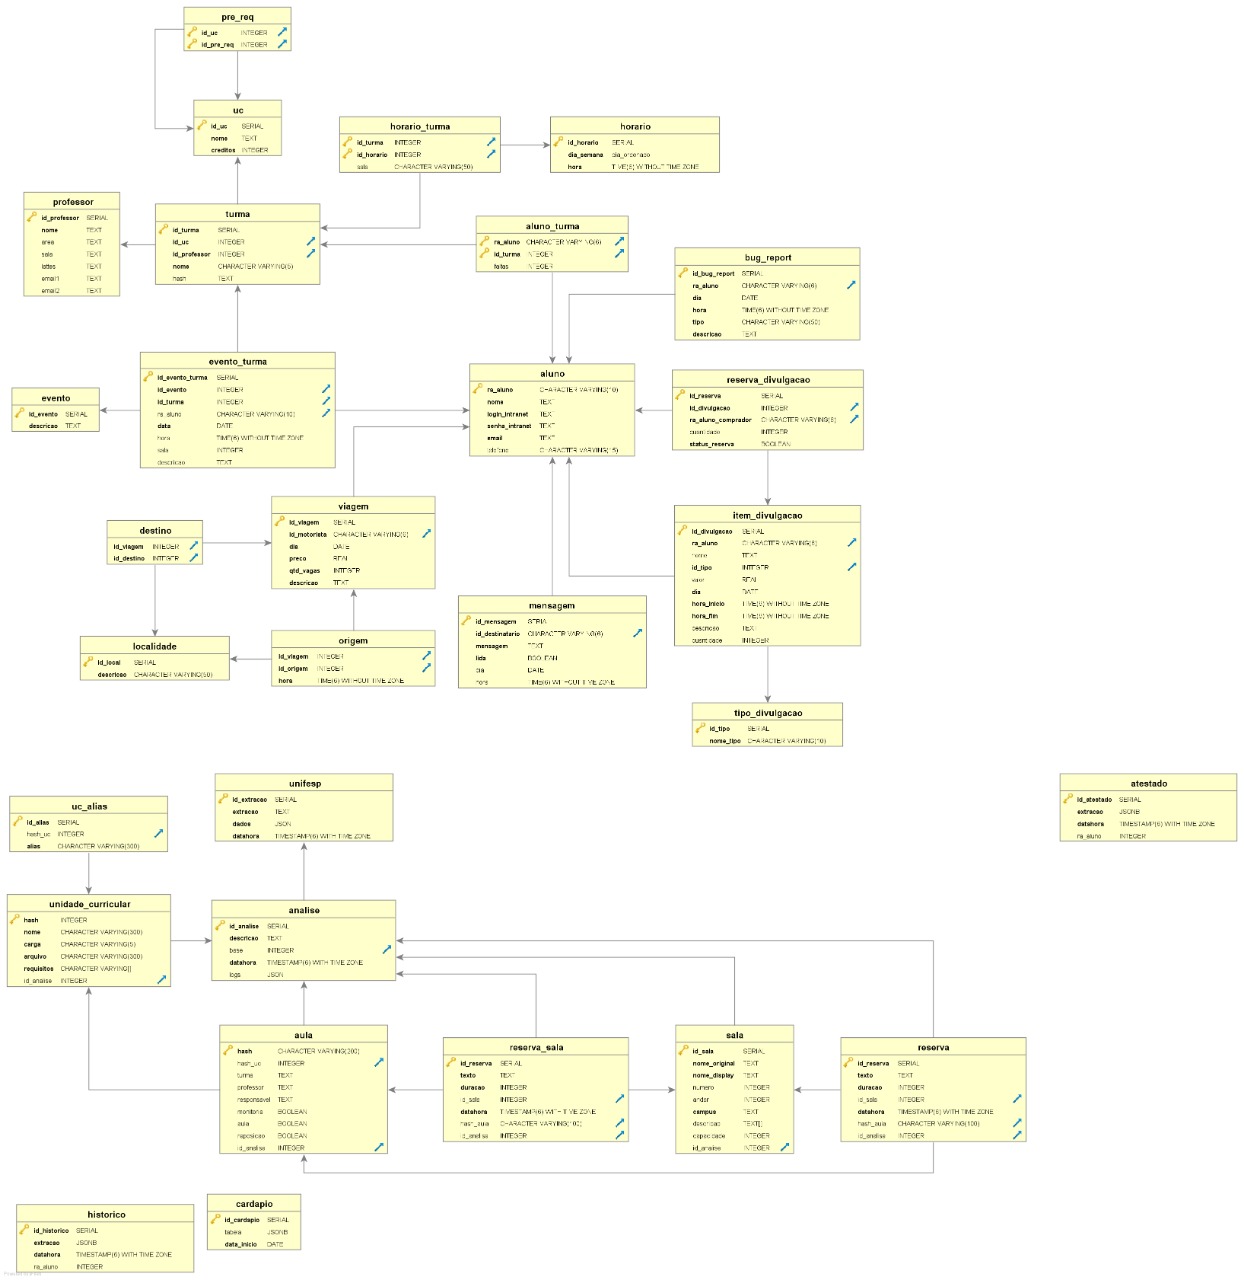 pre_req
id_uc INTEGER
id_pre_req INTEGER
uc
id_uc SERIAL
nome TEXT
creditos INTEGER
horario_turma
id_turma INTEGER
id_horario INTEGER
sala CHARACTER VARYING(50)
horario
id_horario SERIAL
dia_semana dia_ordenado
hora TIME(6) WITHOUT TIME ZONE
professor
id_professor SERIAL
nome TEXT
area TEXT
sala TEXT
lattes TEXT
email1 TEXT
email2 TEXT
turma
id_turma SERIAL
id_uc INTEGER
id_professor INTEGER
nome CHARACTER VARYING(5)
hash TEXT
aluno_turma
ra_aluno CHARACTER VARYING(6)
id_turma INTEGER
faltas INTEGER
bug_report
id_bug_report SERIAL
ra_aluno CHARACTER VARYING(6)
dia DATE
hora TIME(6) WITHOUT TIME ZONE
tipo CHARACTER VARYING(50)
descricao TEXT
evento_turma
id_evento_turma SERIAL
id_evento INTEGER
id_turma INTEGER
ra_aluno CHARACTER VARYING(10)
data DATE
hora TIME(6) WITHOUT TIME ZONE
sala INTEGER
descricao TEXT
evento
id_evento SERIAL
descricao TEXT
aluno
ra_aluno CHARACTER VARYING(10)
nome TEXT
login_intranet TEXT
senha_intranet TEXT
email TEXT
telefone CHARACTER VARYING(15)
reserva_divulgacao
id_reserva SERIAL
id_divulgacao INTEGER
ra_aluno_comprador CHARACTER VARYING(6)
quantidade INTEGER
status_reserva BOOLEAN
viagem
id_viagem SERIAL
id_motorista CHARACTER VARYING(6)
dia DATE
preco REAL
qtd_vagas INTEGER
descricao TEXT
destino
id_viagem INTEGER
id_destino INTEGER
item_divulgacao
id_divulgacao SERIAL
ra_aluno CHARACTER VARYING(6)
nome TEXT
id_tipo INTEGER
valor REAL
dia DATE
hora_inicio TIME(6) WITHOUT TIME ZONE
hora_fim TIME(6) WITHOUT TIME ZONE
descricao TEXT
quantidade INTEGER
mensagem
id_mensagem SERIAL
id_destinatario CHARACTER VARYING(6)
mensagem TEXT
lida BOOLEAN
dia DATE
hora TIME(6) WITHOUT TIME ZONE
localidade
id_local SERIAL
descricao CHARACTER VARYING(50)
origem
id_viagem INTEGER
id_origem INTEGER
hora TIME(6) WITHOUT TIME ZONE
tipo_divulgacao
id_tipo SERIAL
nome_tipo CHARACTER VARYING(10)
unifesp
id_extracao SERIAL
extracao TEXT
dados JSON
datahora TIMESTAMP(6) WITH TIME ZONE
atestado
id_atestado SERIAL
extracao JSONB
datahora TIMESTAMP(6) WITH TIME ZONE
ra_aluno INTEGER
uc_alias
id_alias SERIAL
hash_uc INTEGER
alias CHARACTER VARYING(300)
unidade_curricular
hash INTEGER
nome CHARACTER VARYING(300)
carga CHARACTER VARYING(5)
arquivo CHARACTER VARYING(300)
requisitos CHARACTER VARYING[]
id_analise INTEGER
analise
id_analise SERIAL
descricao TEXT
base INTEGER
datahora TIMESTAMP(6) WITH TIME ZONE
logs JSON
aula
hash CHARACTER VARYING(200)
hash_uc INTEGER
turma TEXT
professor TEXT
responsavel TEXT
monitoria BOOLEAN
aula BOOLEAN
reposicao BOOLEAN
id_analise INTEGER
reserva_sala
id_reserva SERIAL
texto TEXT
duracao INTEGER
id_sala INTEGER
datahora TIMESTAMP(6) WITH TIME ZONE
hash_aula CHARACTER VARYING(100)
id_analise INTEGER
sala
id_sala SERIAL
nome_original TEXT
nome_display TEXT
numero INTEGER
andar INTEGER
campus TEXT
descricao TEXT[]
capacidade INTEGER
id_analise INTEGER
reserva
id_reserva SERIAL
texto TEXT
duracao INTEGER
id_sala INTEGER
datahora TIMESTAMP(6) WITH TIME ZONE
hash_aula CHARACTER VARYING(100)
id_analise INTEGER
historico
id_historico SERIAL
extracao JSONB
datahora TIMESTAMP(6) WITH TIME ZONE
ra_aluno INTEGER
cardapio
id_cardapio SERIAL
tabela JSONB
data_inicio DATE